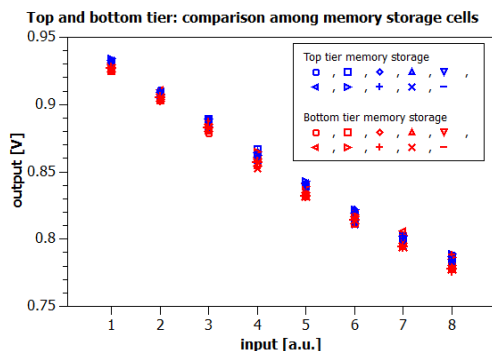 Top and bottom tier: comparison among memory storage cells
output [V]
0.95
0.9
0.85
0.8
0.75
Top tier memory storage
, , , , ,
, , , ,
Bottom tier memory storage
, , , , ,
, , , ,
1 2 3 4 5 6 7 8
input [a.u.]